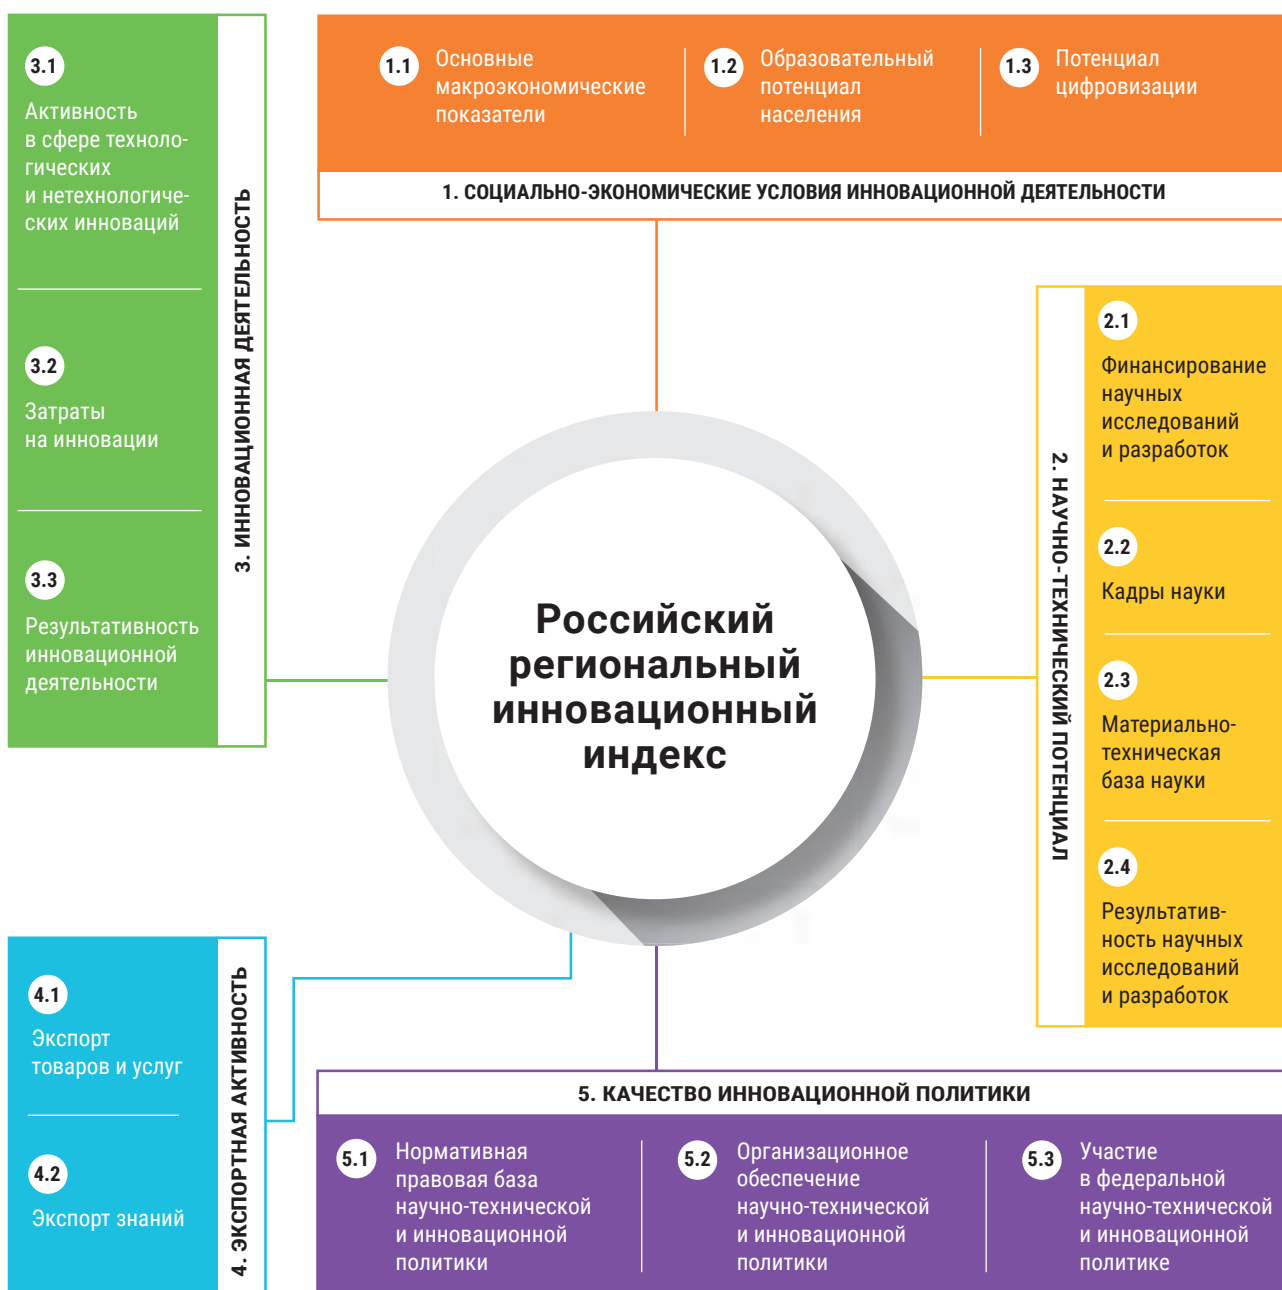 3.1
Активность
в сфере техноло-
гических
и нетехнологиче-
ских инноваций
3.2
Затраты
на инновации
3.3
Результативность
инновационной
деятельности
3. ИННОВАЦИОННАЯ ДЕЯТЕЛЬНОСТЬ
1.1
Основные
макроэкономические
показатели
1.2
Образовательный
потенциал
населения
1.3
Потенциал
цифровизации
1. СОЦИАЛЬНО-ЭКОНОМИЧЕСКИЕ УСЛОВИЯ ИННОВАЦИОННОЙ ДЕЯТЕЛЬНОСТИ
Российский
региональный
инновационный
индекс
2. НАУЧНО-ТЕХНИЧЕСКИЙ ПОТЕНЦИАЛ
2.1
Финансирование
научных
исследований
и разработок
2.2
Кадры науки
2.3
Материально-
техническая
база науки
2.4
Результатив-
ность научных
исследований
и разработок
4.1
Экспорт
товаров и услуг
4.2
Экспорт знаний
4. ЭКСПОРТНАЯ АКТИВНОСТЬ
5. КАЧЕСТВО ИННОВАЦИОННОЙ ПОЛИТИКИ
5.1
Нормативная
правовая база
научно-технической
и инновационной
политики
5.2
Организационное
обеспечение
научно-технической
и инновационной
политики
5.3
Участие
в федеральной
научно-технической
и инновационной
политике